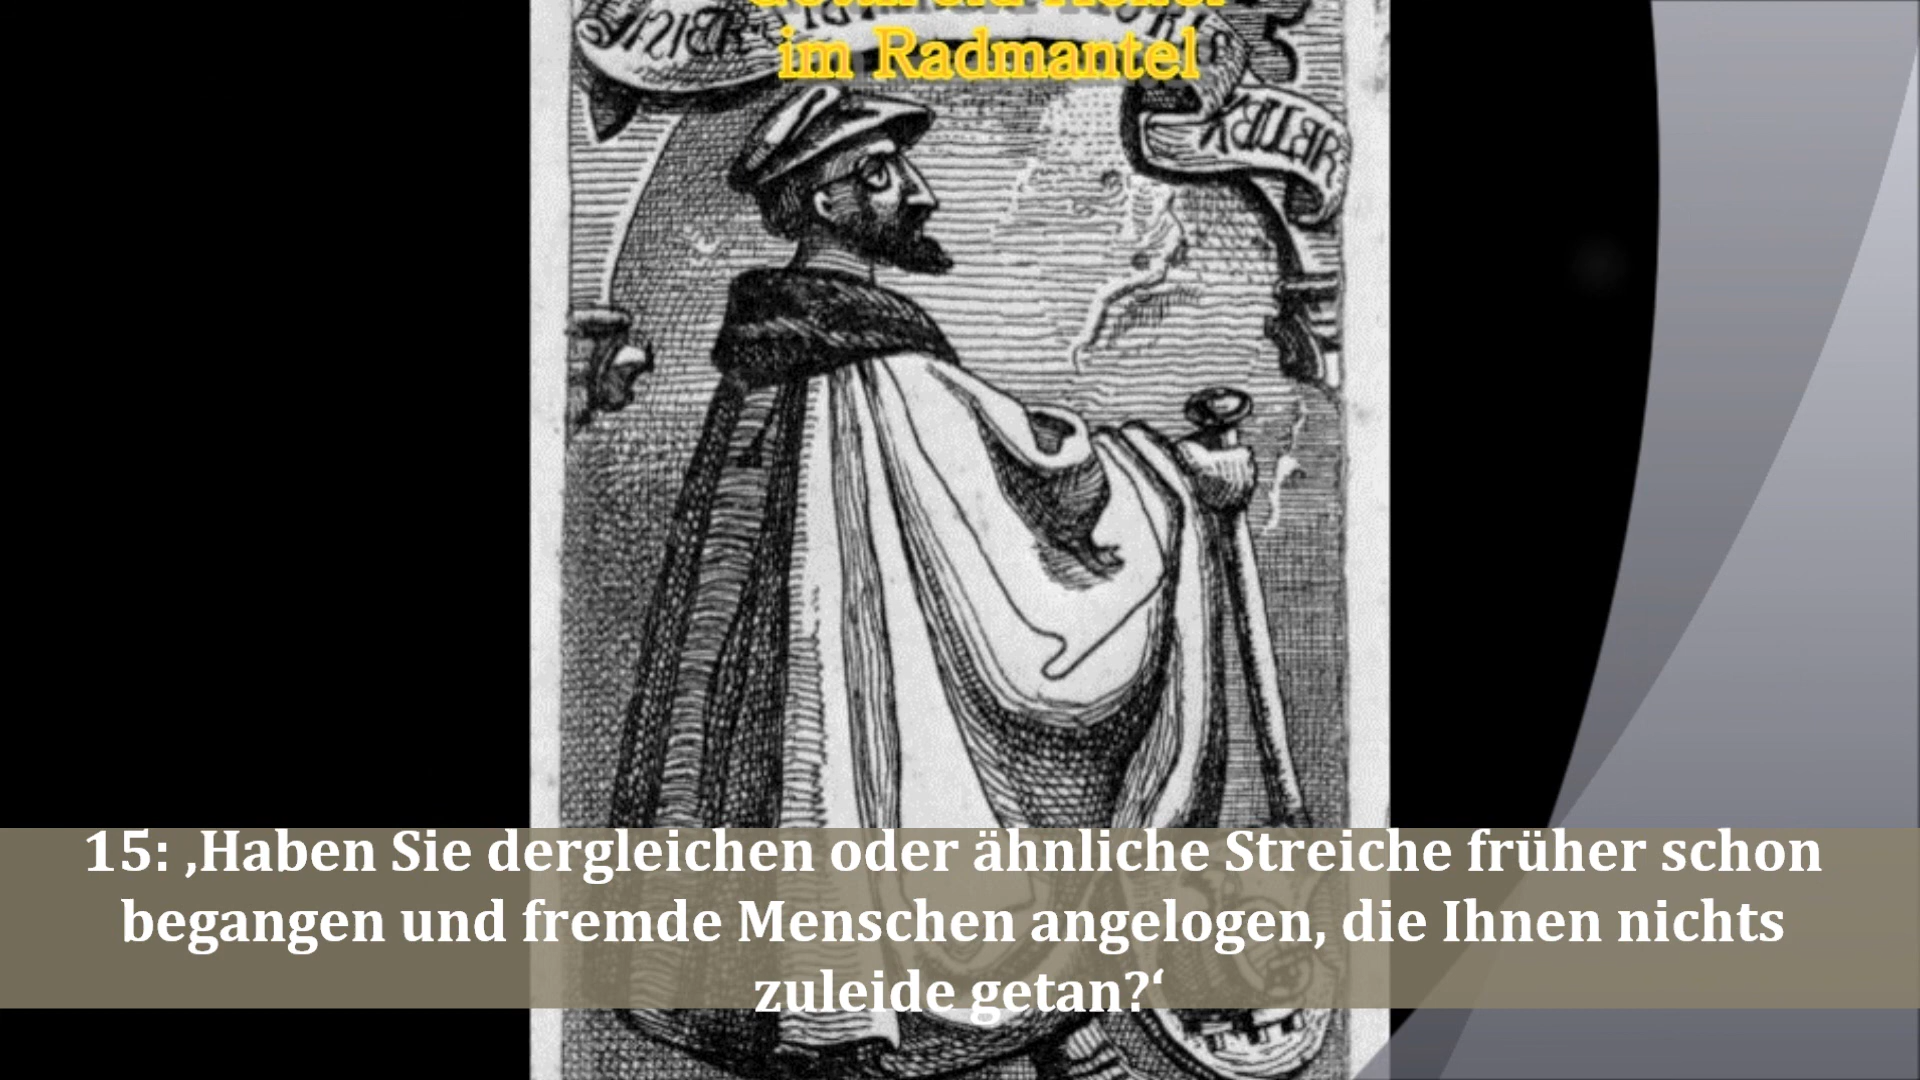 im Radmantel
15: ‚Haben Sie dergleichen oder ähnliche Streiche früher schon
begangen und fremde Menschen angelogen, die Ihnen nichts
zuleide getan?‘